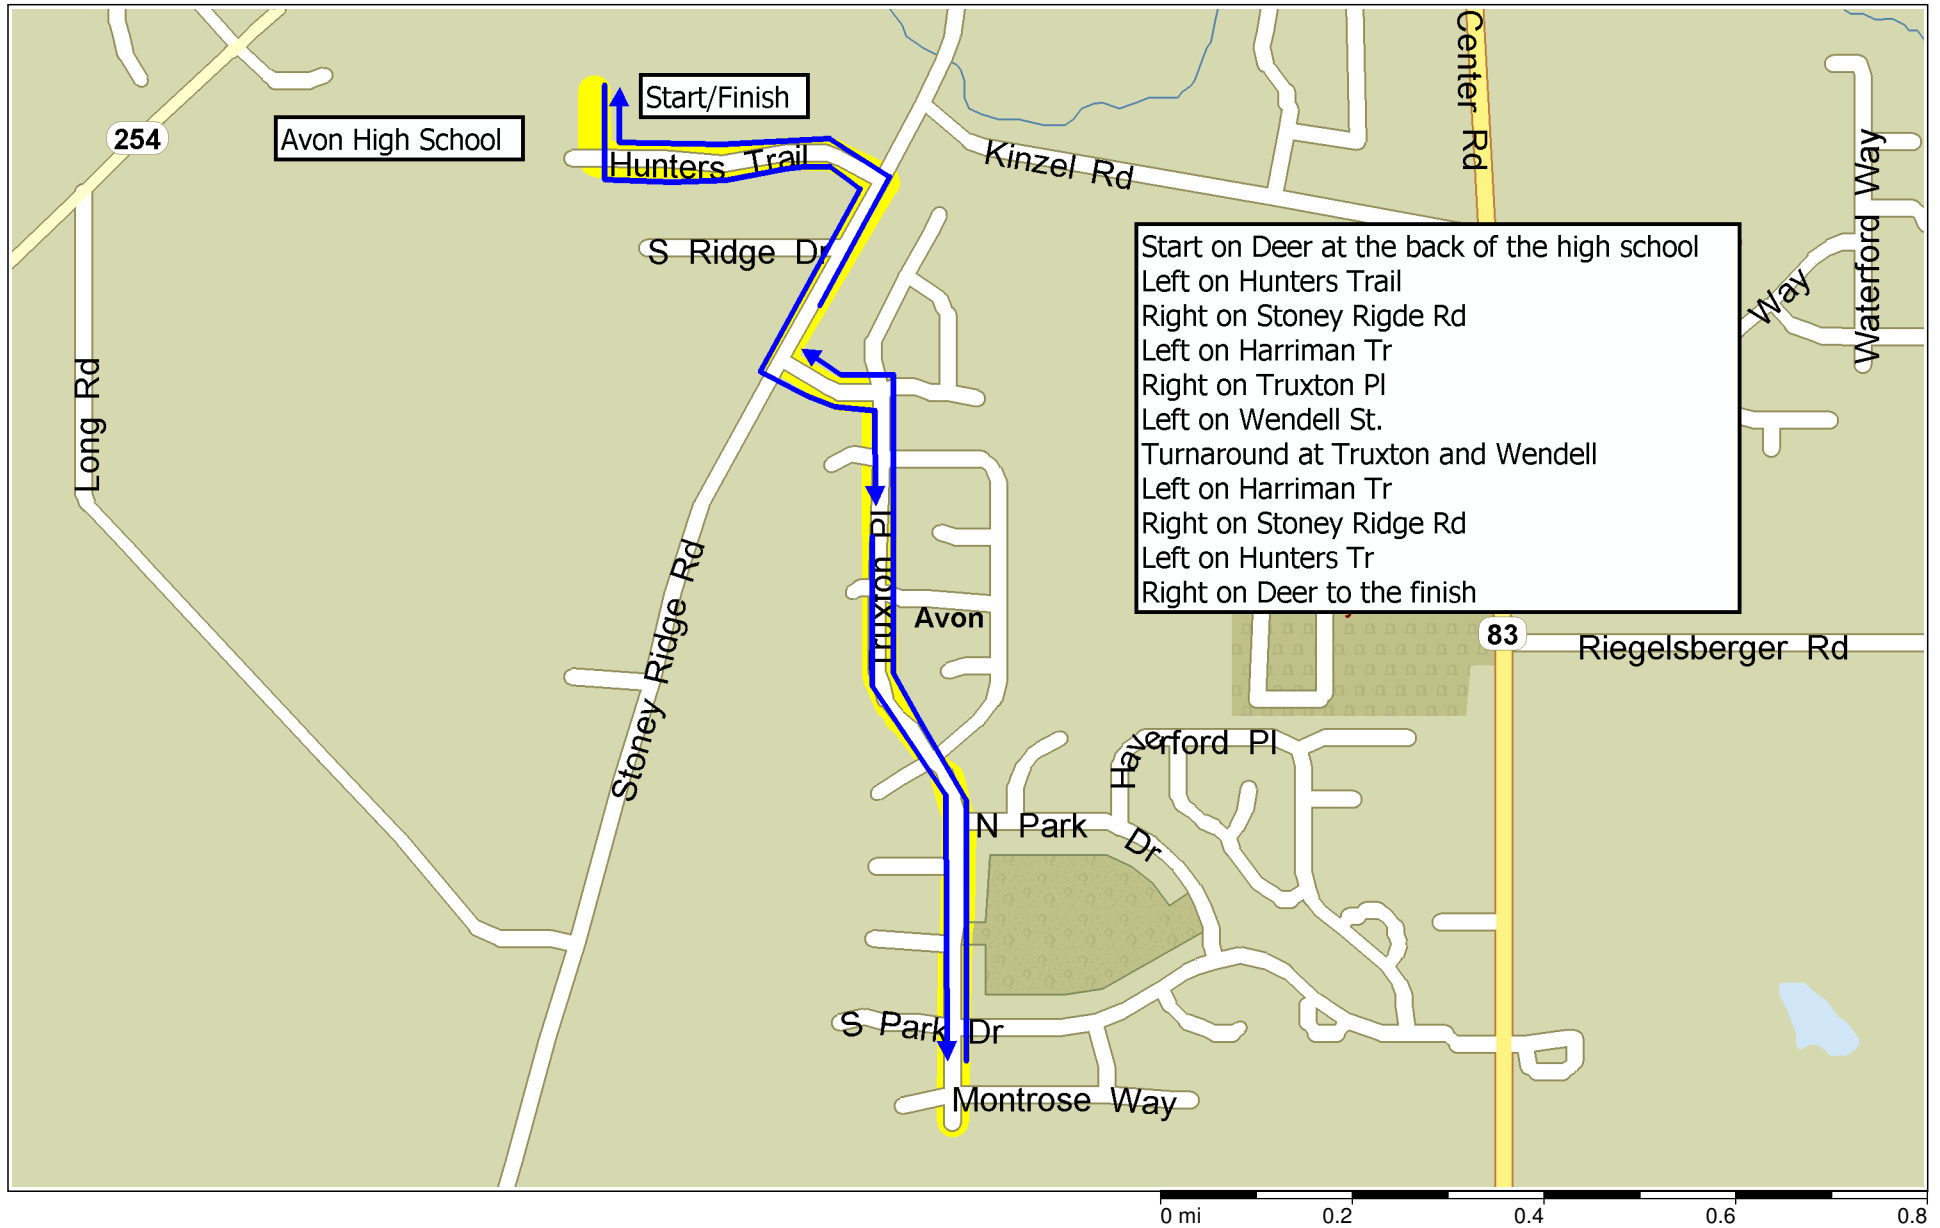 Center Rd
Start/Finish
254
Avon High School
Hunters Trail
Kinzel Rd
Waterford Way
S Ridge Dr
Start on Deer at the back of the high school
Left on Hunters Trail
Right on Stoney Rigde Rd
Left on Harriman Tr
Right on Truxton Pl
Left on Wendell St.
Turnaround at Truxton and Wendell
Left on Harriman Tr
Right on Stoney Ridge Rd
Left on Hunters Tr
Right on Deer to the finish
Way
Long Rd
Truxton Pl
Stoney Ridge Rd
Avon
83
Riegelsberger Rd
Haverford Pl
N Park Dr
S Park Dr
Montrose Way
0 mi 0.2 0.4 0.6 0.8